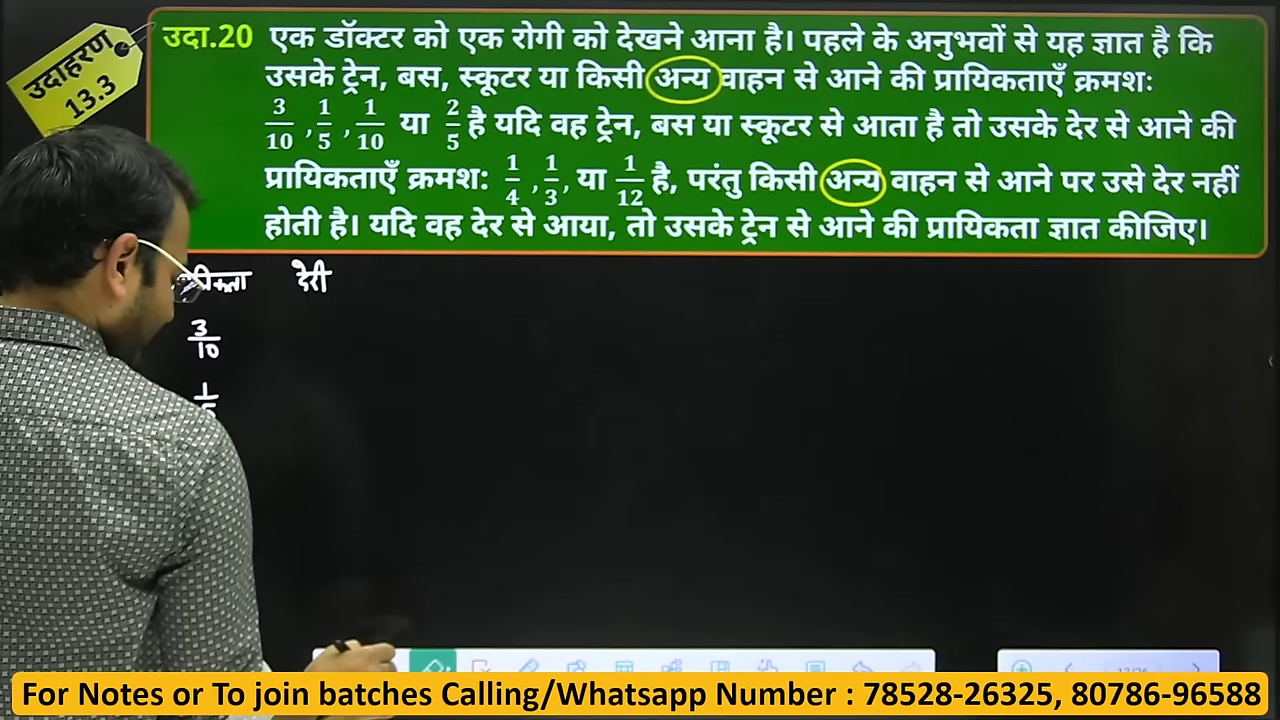 उदाहरण
13.3
उदा.20 एक डॉक्टर को एक रोगी को देखने आना है। पहले के अनुभवों से यह ज्ञात है कि
उसके ट्रेन, बस, स्कूटर या किसी अन्य वाहन से आने की प्रायिकताएँ क्रमशः
3/10 , 1/5 , 1/10 या 2/5 है यदि वह ट्रेन, बस या स्कूटर से आता है तो उसके देर से आने की
प्रायिकताएँ क्रमश: 1/4 , 1/3, या 1/12 है, परंतु किसी अन्य वाहन से आने पर उसे देर नहीं
होती है। यदि वह देर से आया, तो उसके ट्रेन से आने की प्रायिकता ज्ञात कीजिए।
देरी
3/10
For Notes or To join batches Calling/Whatsapp Number : 78528-26325, 80786-96588